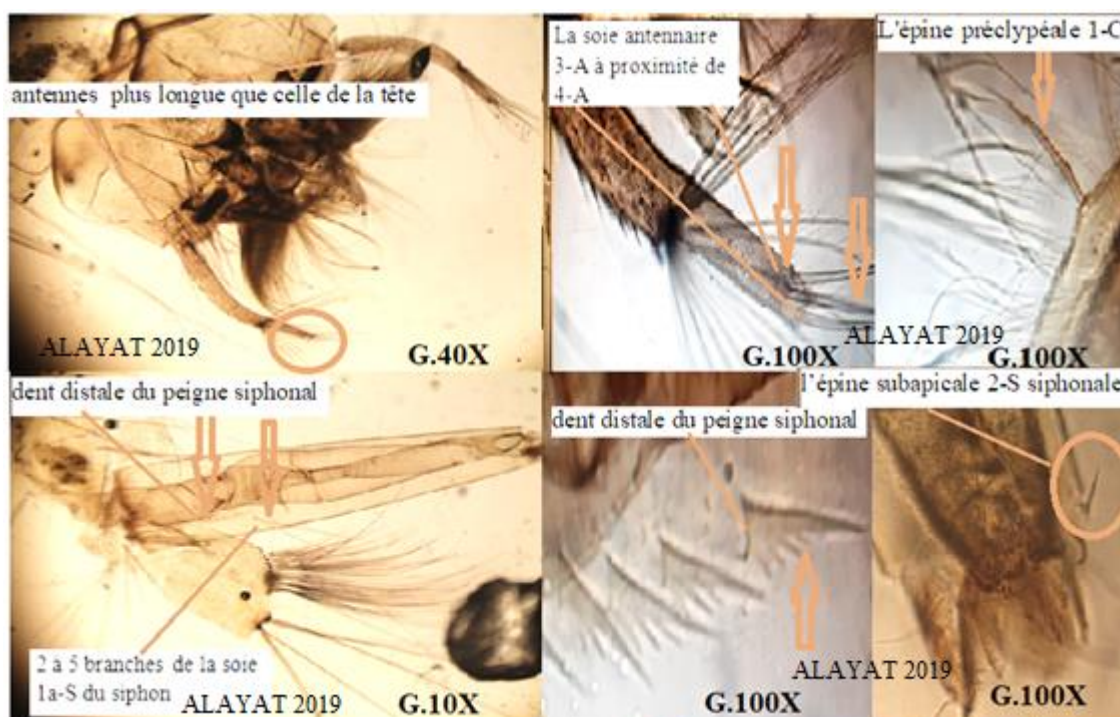 antennes plus longue que celle de la tête
ALAYAT 2019
G.40X
La soie antennaire
3-A à proximité de
4-A
G.100X
ALAYAT 2019
L'épine préclypéale 1-C
G.100X
dent distale du peigne siphonal
2 à 5 branches de la soie
1a-S du siphon
ALAYAT 2019
G.10X
dent distale du peigne siphonal
G.100X
ALAYAT 2019
l'épine subapicale 2-S siphonale
G.100X